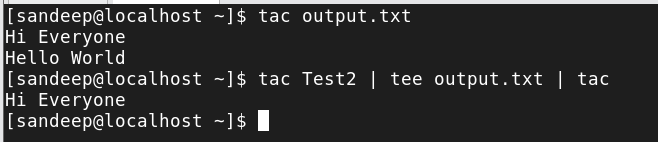 [sandeep@localhost ~]$ tac output.txt
Hi Everyone
Hello World
[sandeep@localhost ~]$ tac Test2 | tee output.txt | tac
Hi Everyone
[sandeep@localhost ~]$